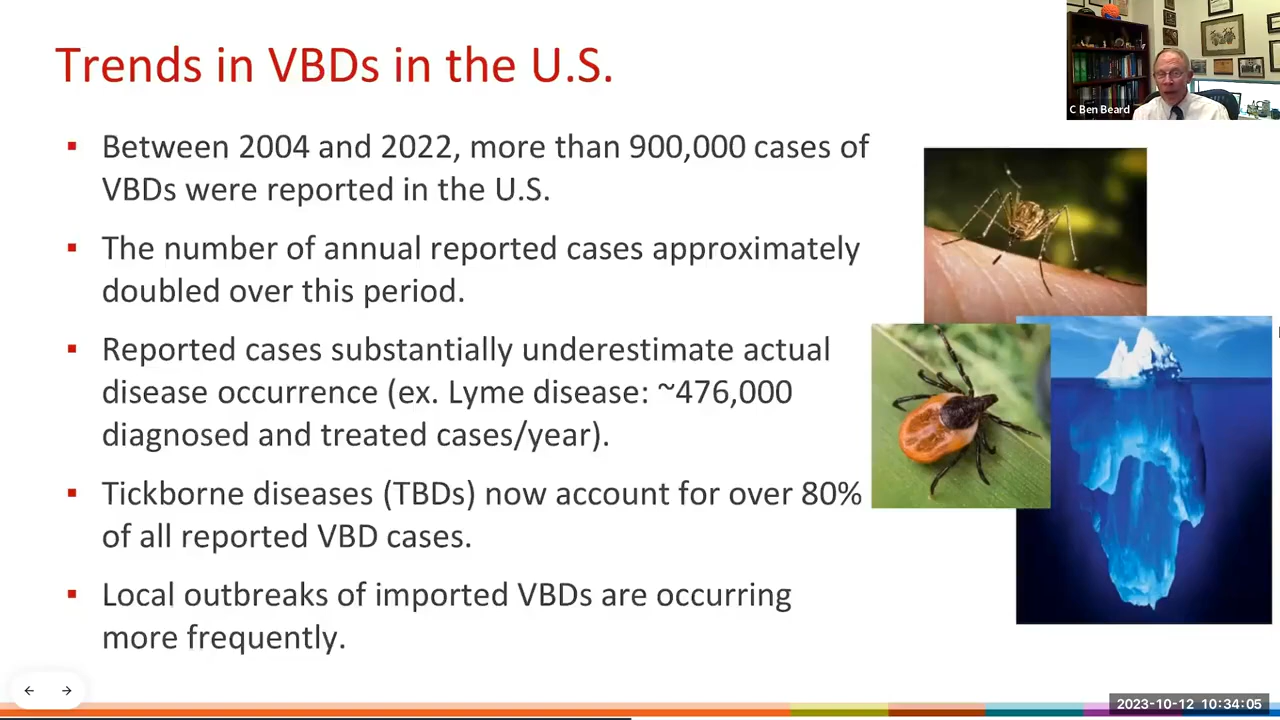 Trends in VBDs in the U.S.
C Ben Beard
▪ Between 2004 and 2022, more than 900,000 cases of
VBDs were reported in the U.S.
▪ The number of annual reported cases approximately
doubled over this period.
▪ Reported cases substantially underestimate actual
disease occurrence (ex. Lyme disease: ~476,000
diagnosed and treated cases/year).
▪ Tickborne diseases (TBDs) now account for over 80%
of all reported VBD cases.
▪ Local outbreaks of imported VBDs are occurring
more frequently.
2023-10-12 10:34:05